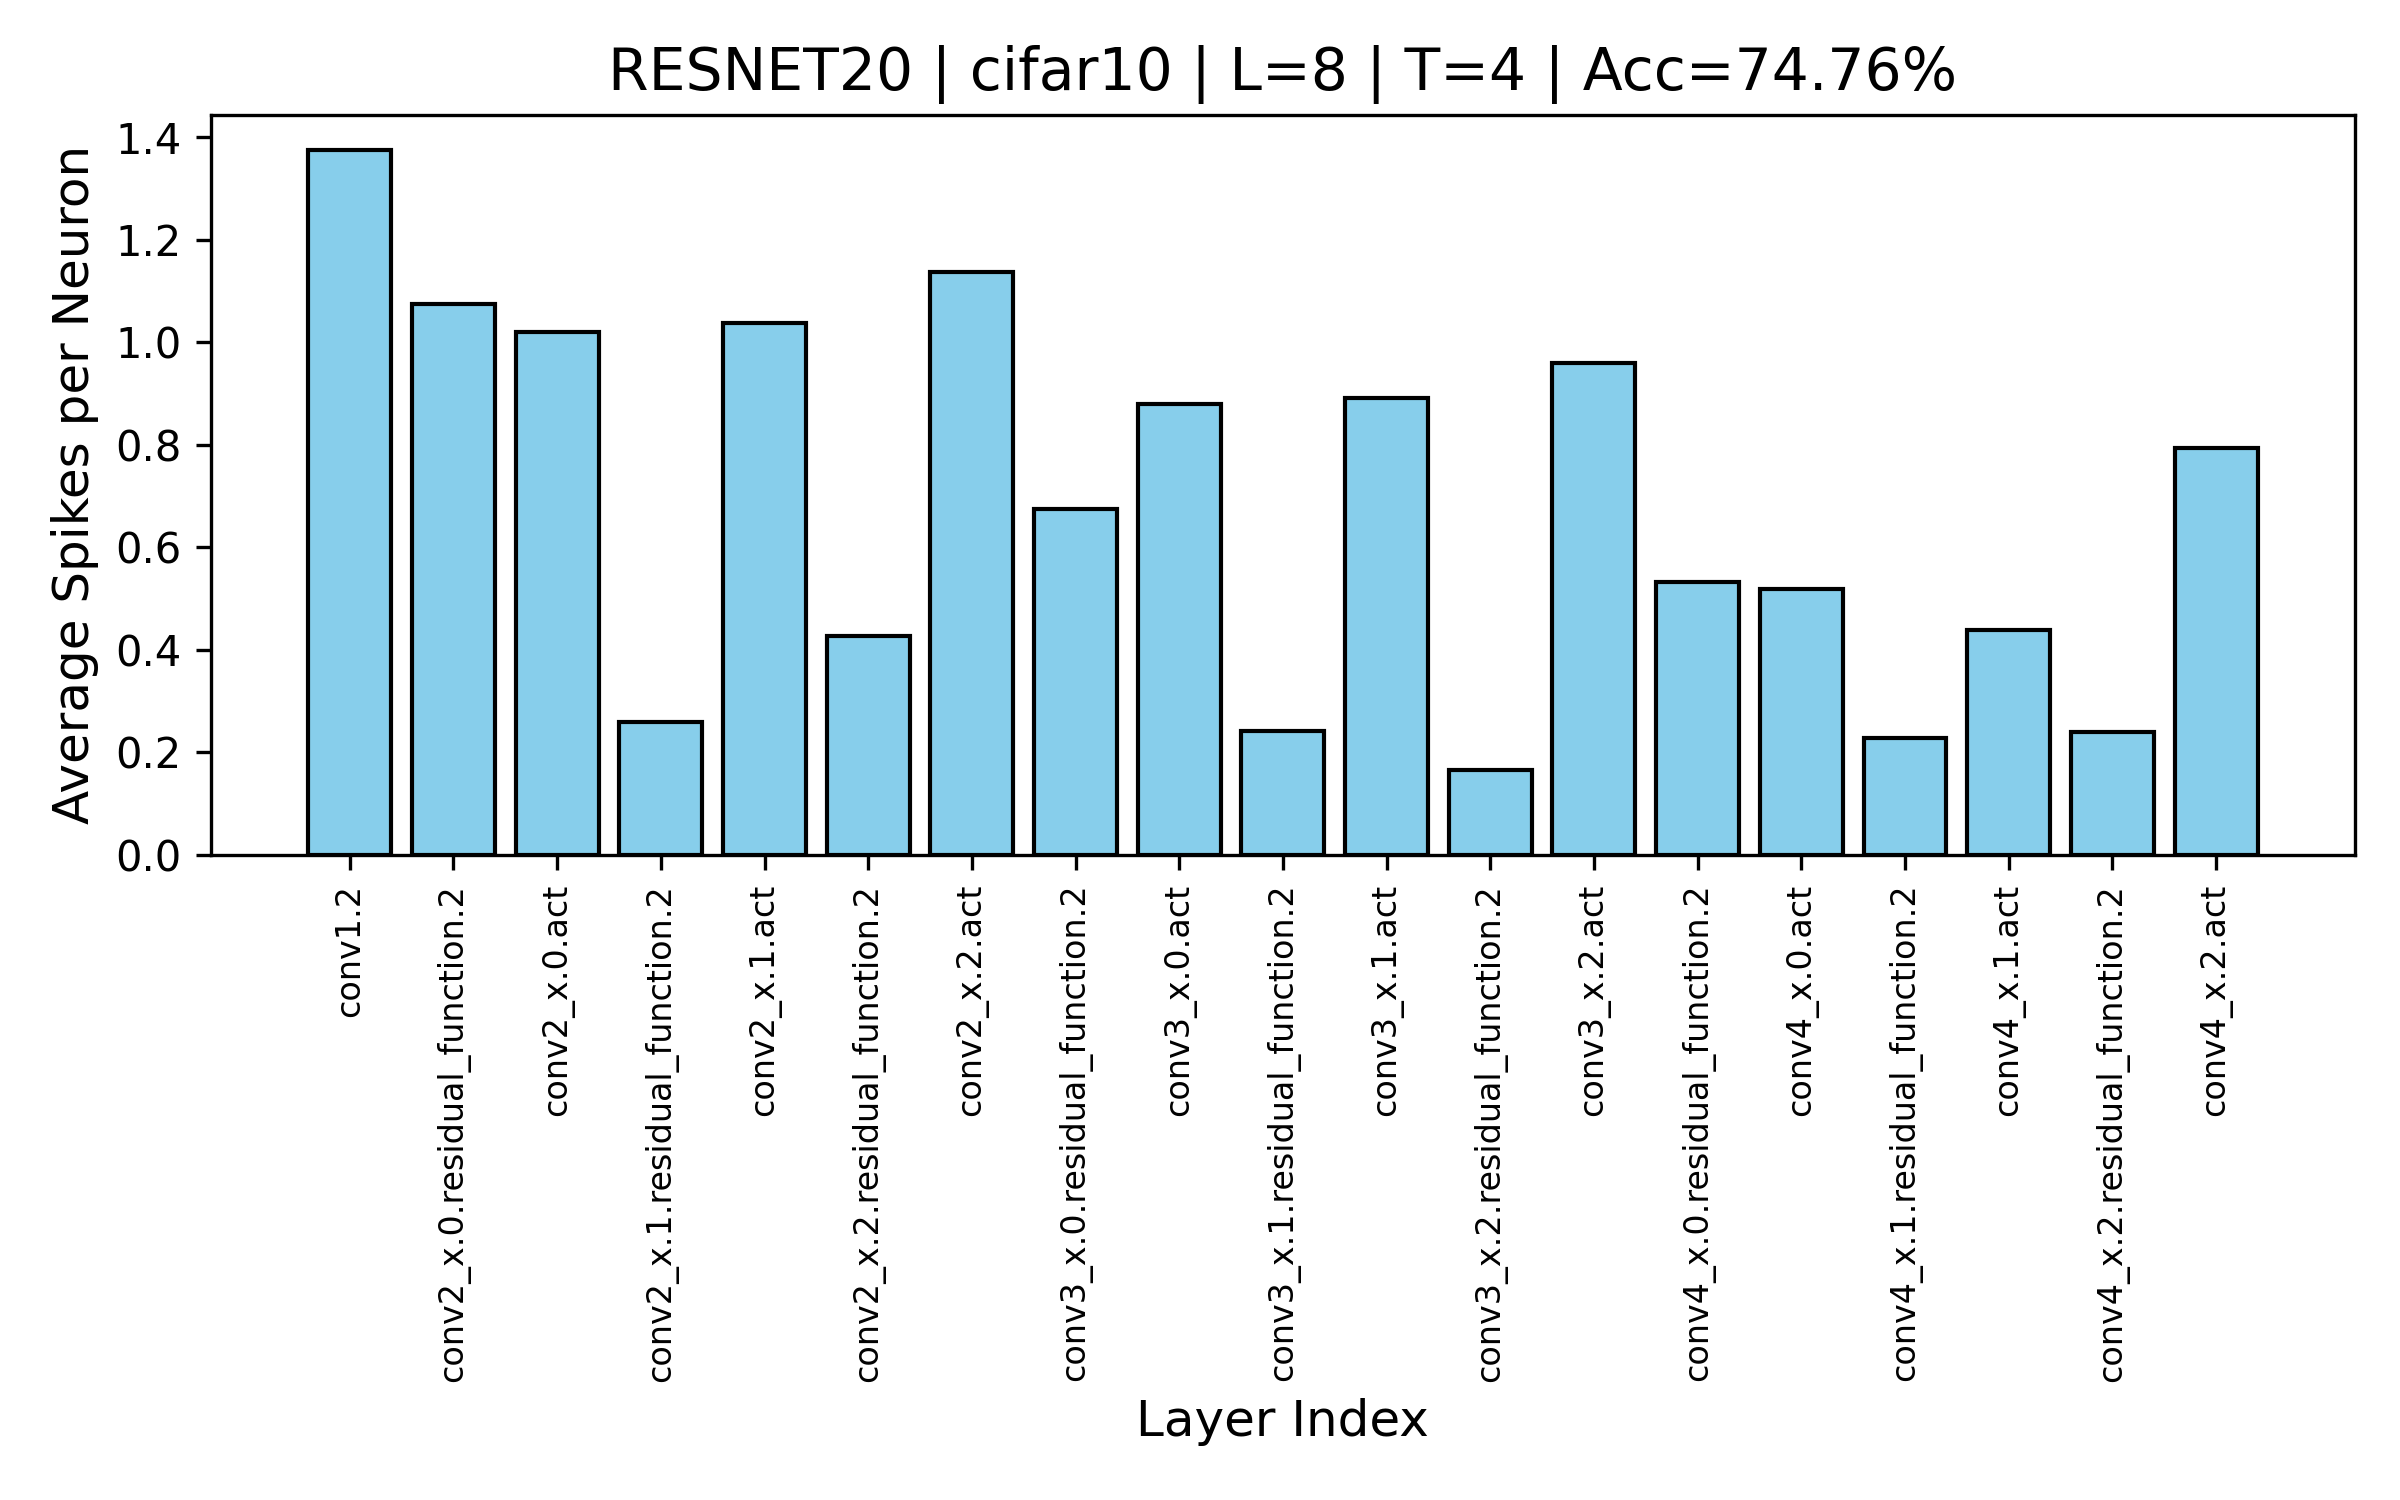 RESNET20 | cifar10 | L=8 | T=4 | Acc=74.76%
Average Spikes per Neuron
1.4
1.2
1.0
0.8
0.6
0.4
0.2
0.0
conv1.2
conv2_x.0.residual_function.2
conv2_x.0.act
conv2_x.1.residual_function.2
conv2_x.1.act
conv2_x.2.residual_function.2
conv2_x.2.act
conv3_x.0.residual_function.2
conv3_x.0.act
conv3_x.1.residual_function.2
conv3_x.1.act
conv3_x.2.residual_function.2
conv3_x.2.act
conv4_x.0.residual_function.2
conv4_x.0.act
conv4_x.1.residual_function.2
conv4_x.1.act
conv4_x.2.residual_function.2
conv4_x.2.act
Layer Index